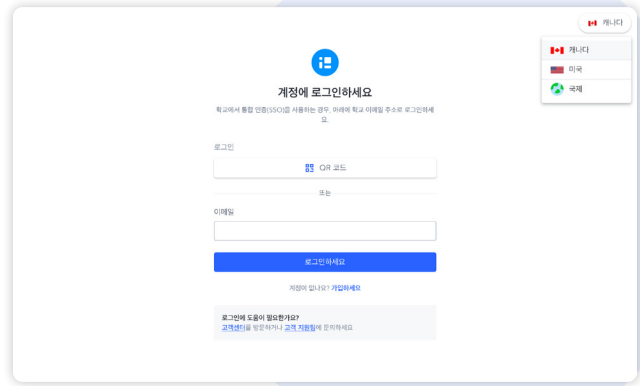 캐나다
캐나다
미국
국제
계정에 로그인하세요
학교에서 통합 인증(SSO)을 사용하는 경우, 아래에 학교 이메일 주소로 로그인하세
요.
로그인
QR 코드
또는
이메일
로그인하세요
계정이 없나요? 가입하세요
로그인에 도움이 필요한가요?
고객센터를 방문하거나 고객 지원팀에 문의하세요